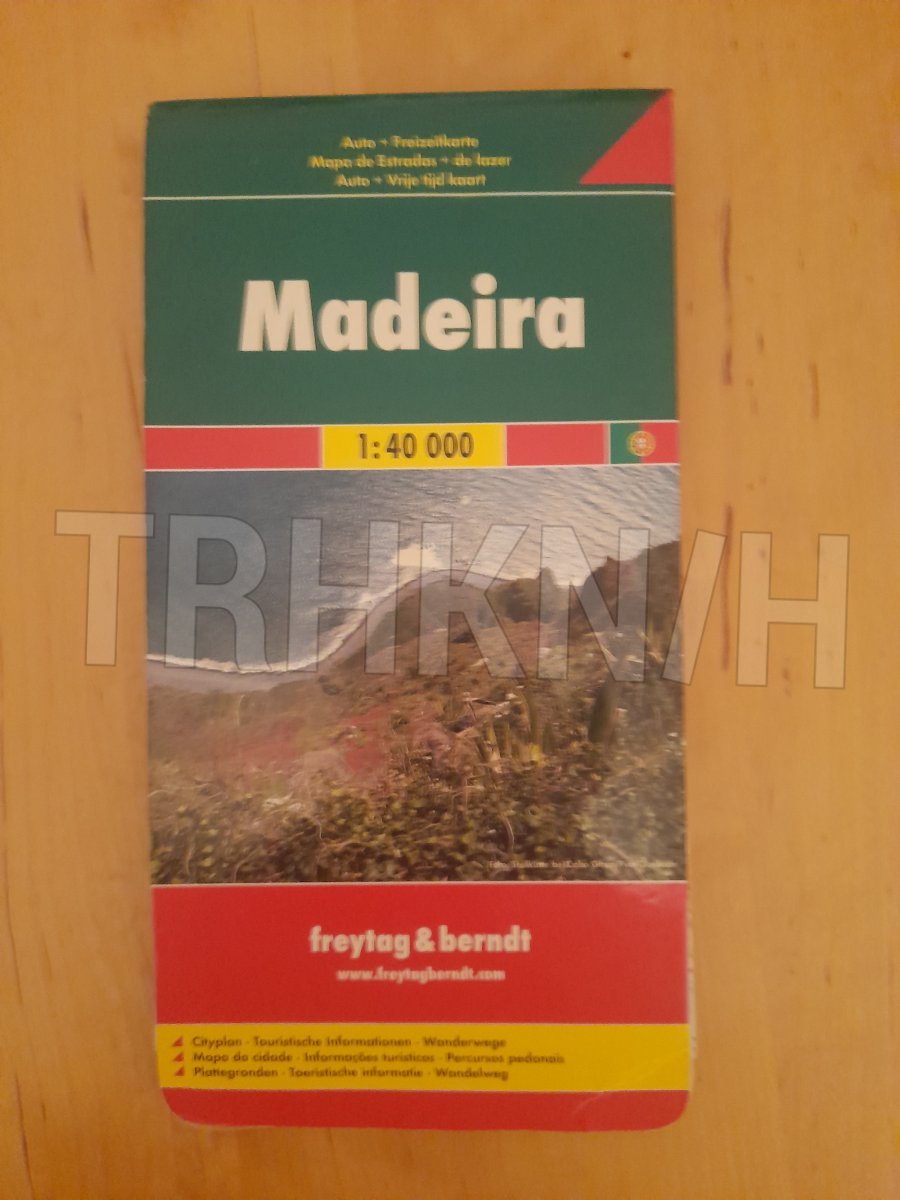 Auto + Freizeitkarte
Mapa de Estradas + de lazer
Auto + Vrije tijd kaart
Madeira
1:40 000
TRHKN/H
freytag & berndt
www.freytagberndt.com
Cityplan · Touristische Informationen · Wanderwege
Mapa da cidade · Informações turísticas · Percursos pedonais
Plattegronden · Toeristische informatie · Wandelweg